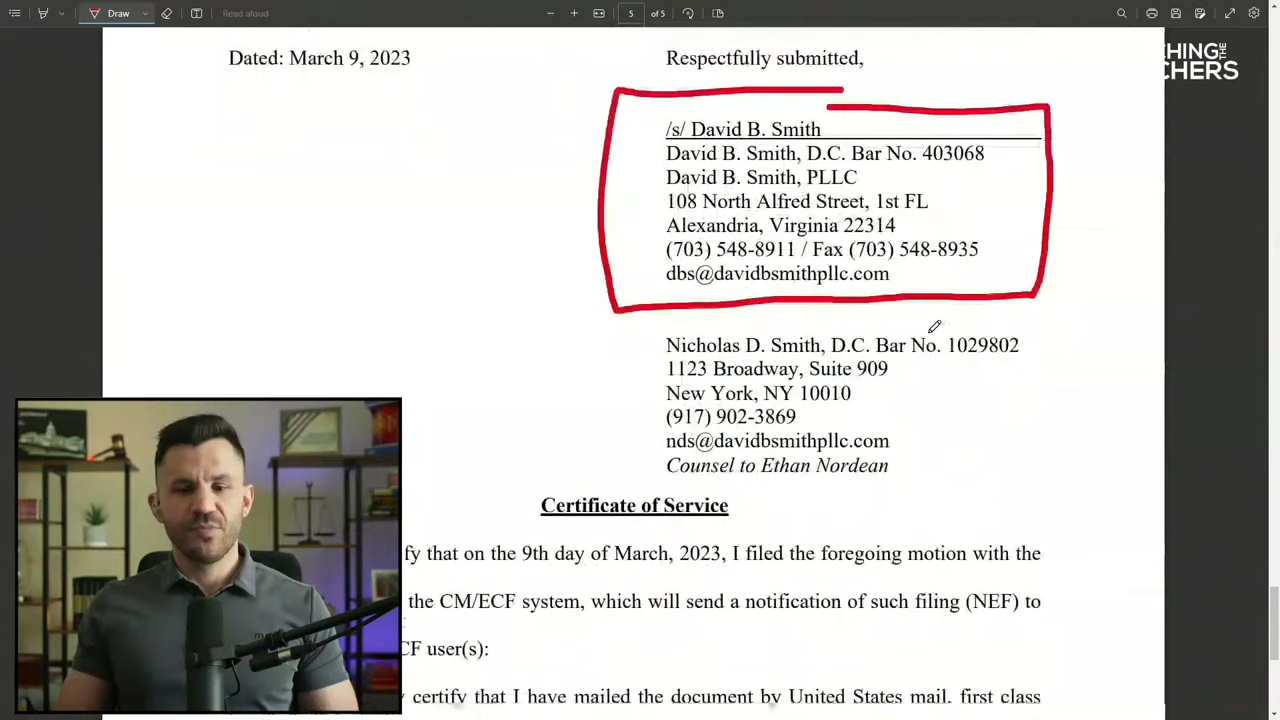 Draw
Read aloud
5
of 5
HING THE
CHERS
Dated: March 9, 2023
Respectfully submitted,
/s/ David B. Smith
David B. Smith, D.C. Bar No. 403068
David B. Smith, PLLC
108 North Alfred Street, 1st FL
Alexandria, Virginia 22314
(703) 548-8911 / Fax (703) 548-8935
dbs@davidbsmithpllc.com
Nicholas D. Smith, D.C. Bar No. 1029802
1123 Broadway, Suite 909
New York, NY 10010
(917) 902-3869
nds@davidbsmithpllc.com
Counsel to Ethan Nordean
Certificate of Service
fy that on the 9th day of March, 2023, I filed the foregoing motion with the
the CM/ECF system, which will send a notification of such filing (NEF) to
CF user(s):
certify that I have mailed the document by United States mail, first class